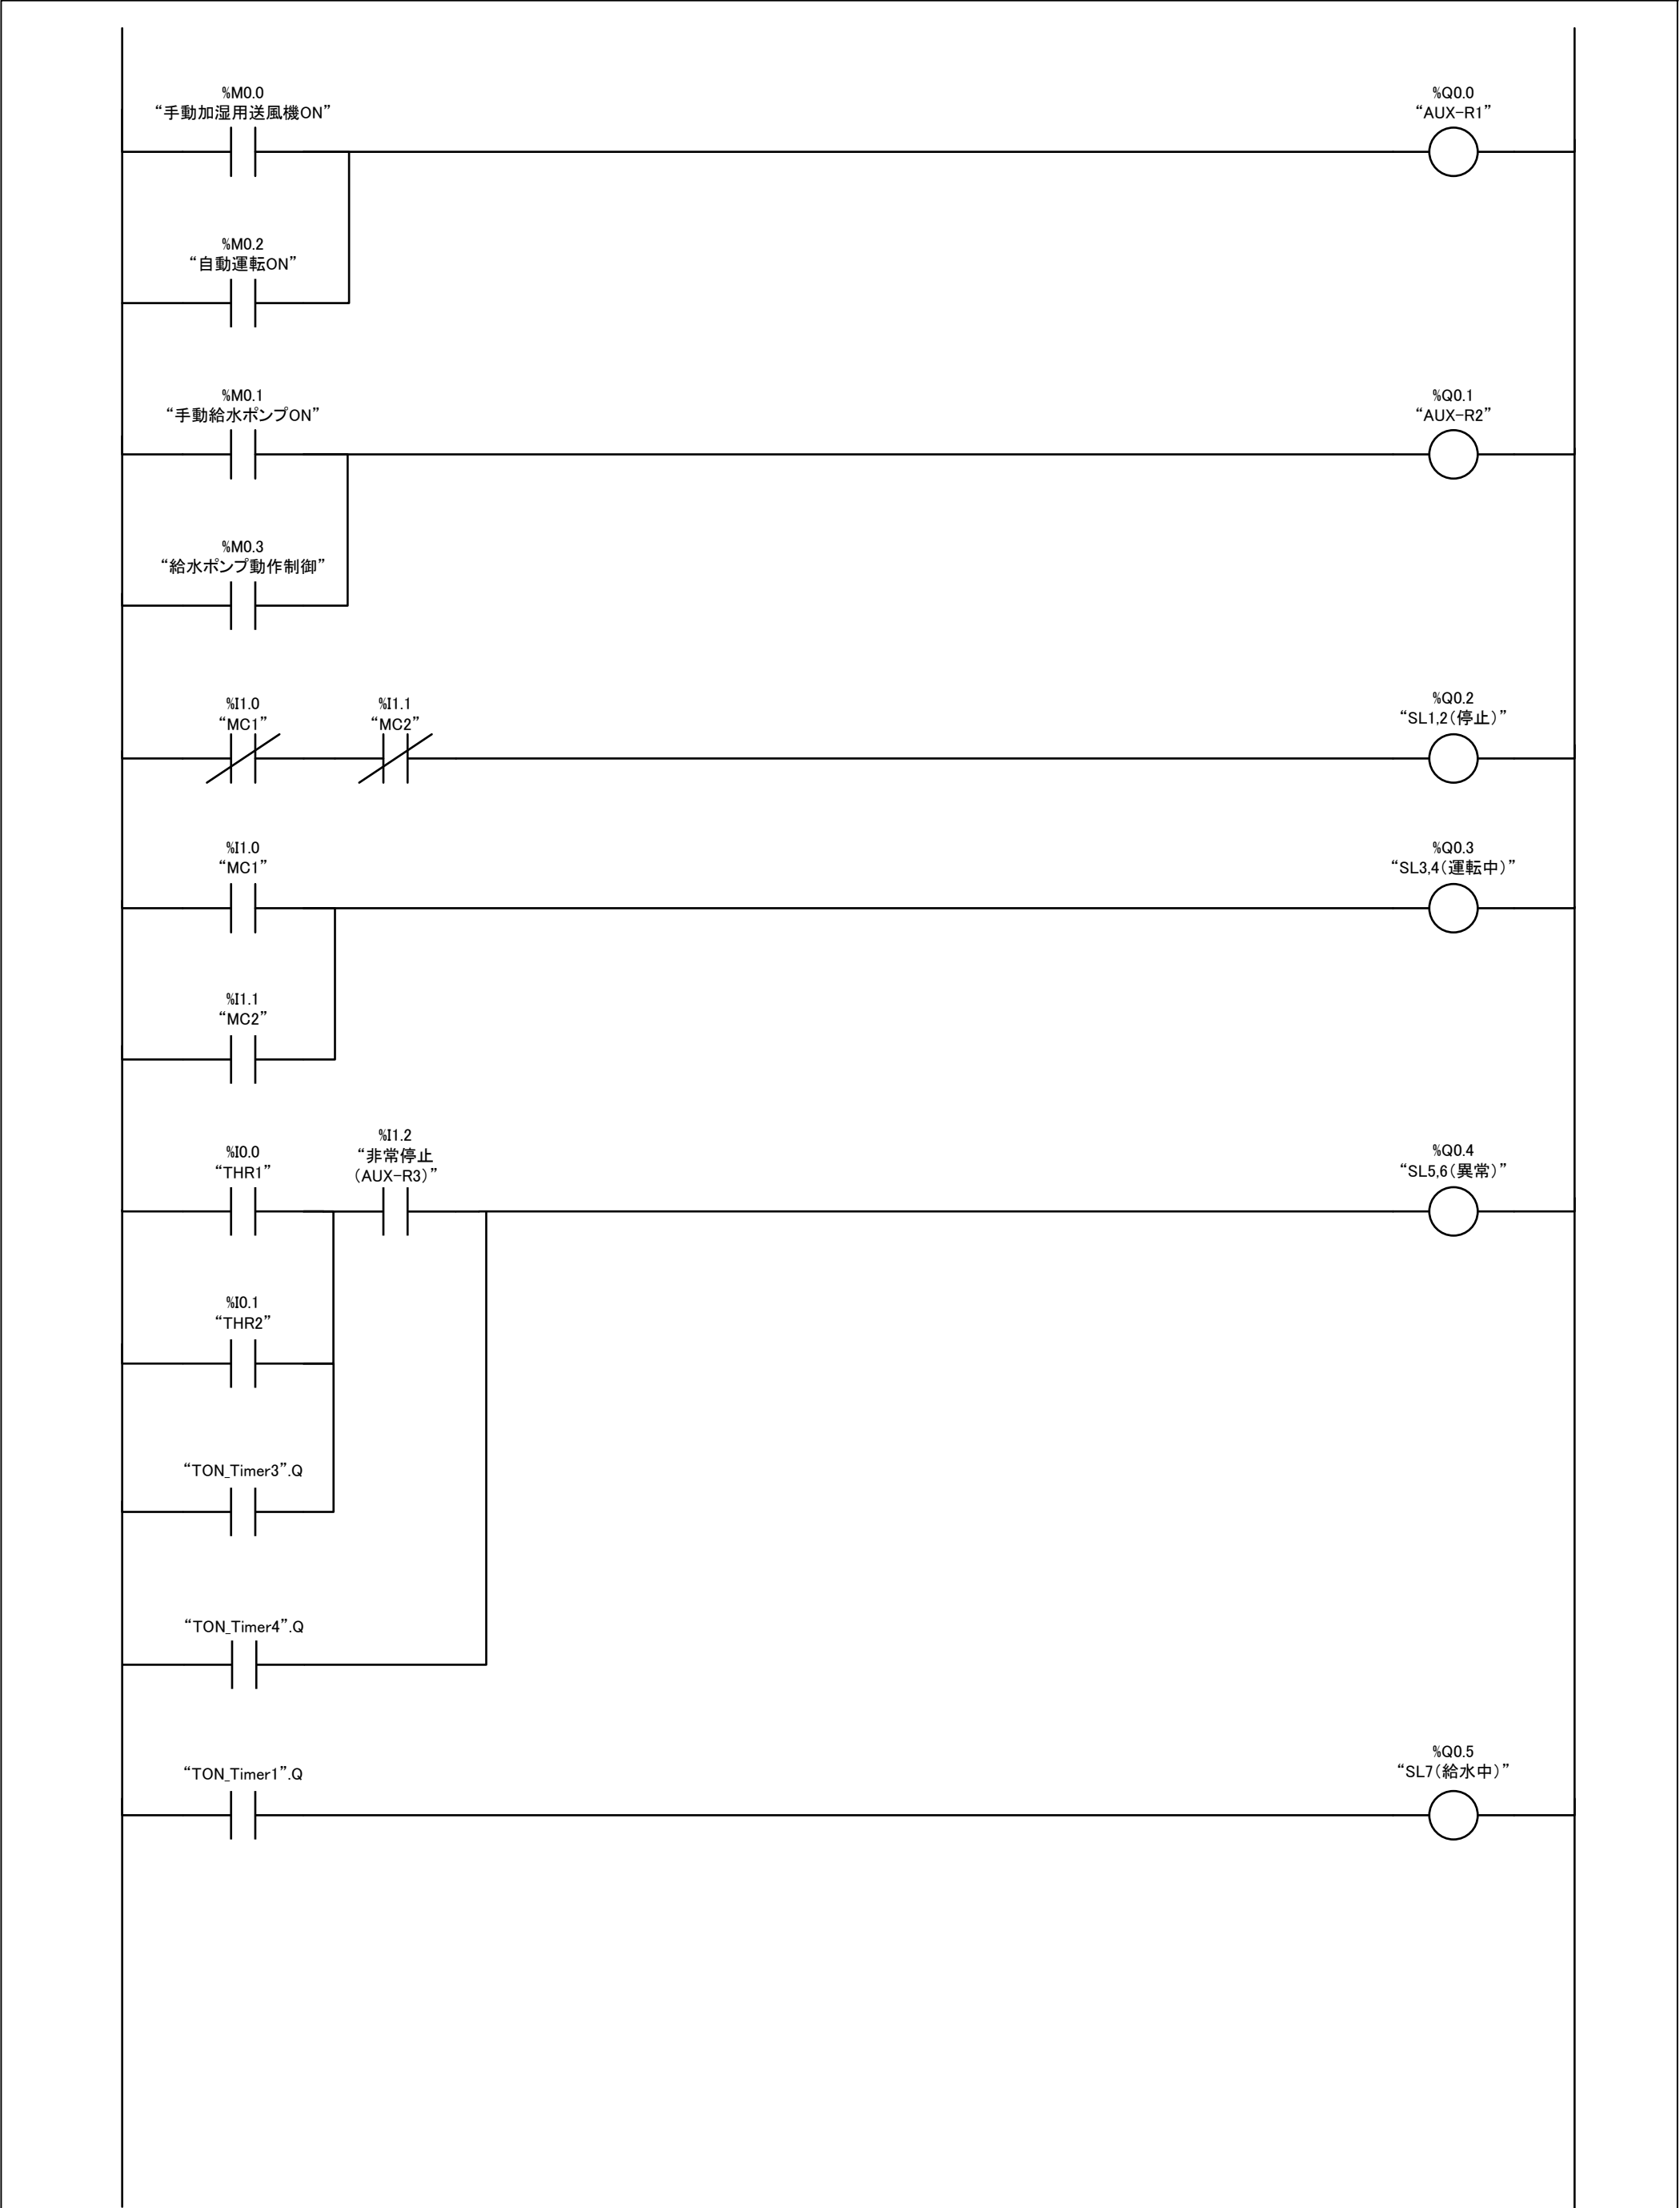 %M0.0
“手動加湿用送風機ON”
%Q0.0
“AUX-R1”
%M0.2
“自動運転ON”
%M0.1
“手動給水ポンプON”
%Q0.1
“AUX-R2”
%M0.3
“給水ポンプ動作制御”
%I1.0
“MC1”
%I1.1
“MC2”
%Q0.2
“SL1,2(停止)”
%I1.0
“MC1”
%Q0.3
“SL3,4(運転中)”
%I1.1
“MC2”
%I0.0
“THR1”
%I1.2
“非常停止
(AUX-R3)”
%Q0.4
“SL5,6(異常)”
%I0.1
“THR2”
“TON_Timer3”.Q
“TON_Timer4”.Q
“TON_Timer1”.Q
%Q0.5
“SL7(給水中)”